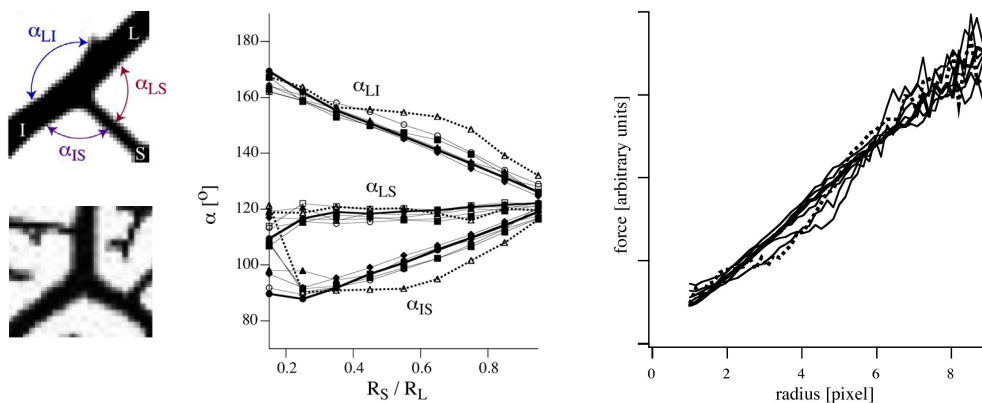 α_LI
L
α_LS
I
α_IS
S
180
160
140
120
100
80
α [°]
α_LI
α_LS
α_IS
0.2
0.4
0.6
0.8
R_S / R_L
force [arbitrary units]
0
2
4
6
8
radius [pixel]